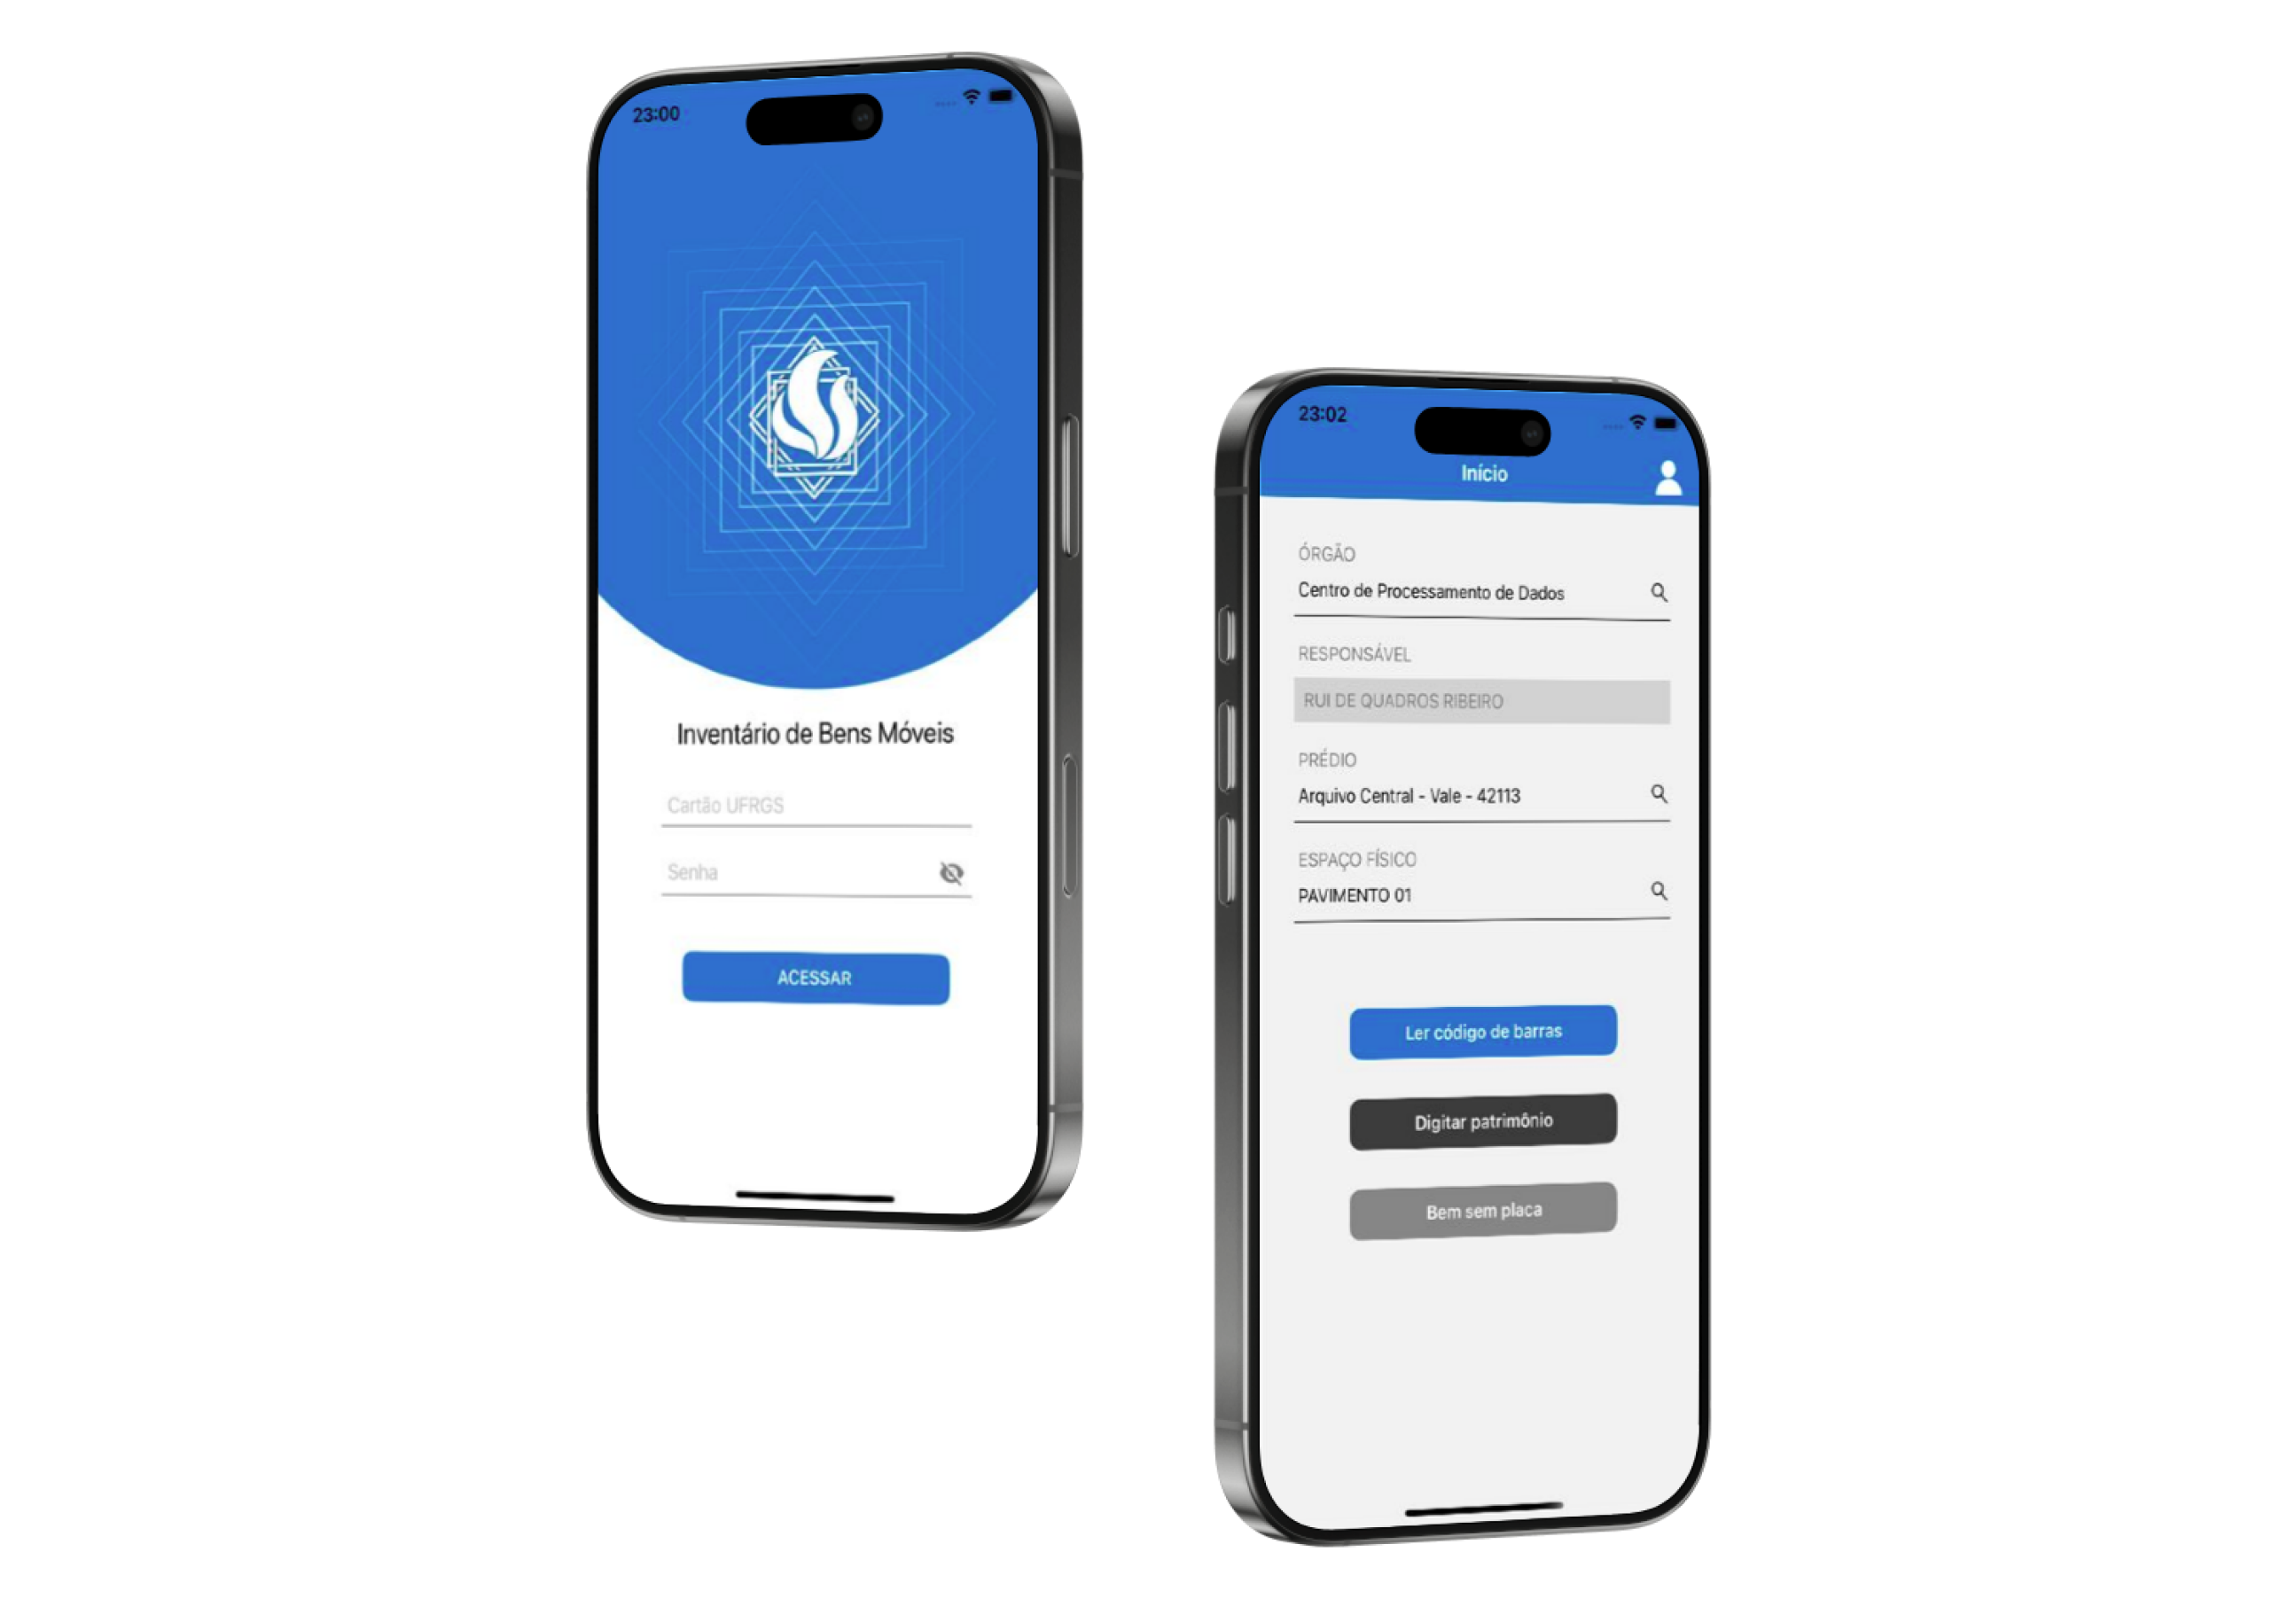 23:00
Inventário de Bens Móveis
Cartão UFRGS
Senha
ACESSAR
23:02
Início
ÓRGÃO
Centro de Processamento de Dados
RESPONSÁVEL
RUI DE QUADROS RIBEIRO
PRÉDIO
Arquivo Central - Vale - 42113
ESPAÇO FÍSICO
PAVIMENTO 01
Ler código de barras
Digitar patrimônio
Bem sem placa